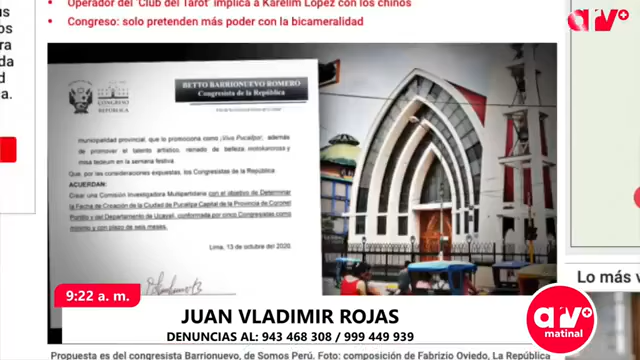 Operador del 'Club del Tarot' implica a Karelim López con los chinos
Congreso: solo pretenden más poder con la bicameralidad
atv+
CONGRESO
REPÚBLICA
BETTO BARRIONUEVO ROMERO
Congresista de la República
municipalidad provincial, que lo promociona como ¡Viva Pucallpa!, además
de promover el talento artístico, reinado de belleza motokarrosas y
misa tedeum en la semana festiva
Que, por las consideraciones expuestas, los Congresistas de la República
ACUERDAN:
Crear una Comisión Investigadora Multipartidaria con el objetivo de Determinar
la Fecha de Creación de la Ciudad de Pucallpa Capital de la Provincia de Coronel
Portillo y del Departamento de Ucayali, conformada por cinco Congresistas como
mínimo y con plazo de seis meses.
Lima, 13 de octubre del 2020
Lo más v
9:22 a. m.
JUAN VLADIMIR ROJAS
DENUNCIAS AL: 943 468 308 / 999 449 939
atv+
matinal
Propuesta es del congresista Barrionuevo, de Somos Perú. Foto: composición de Fabrizio Oviedo, La República